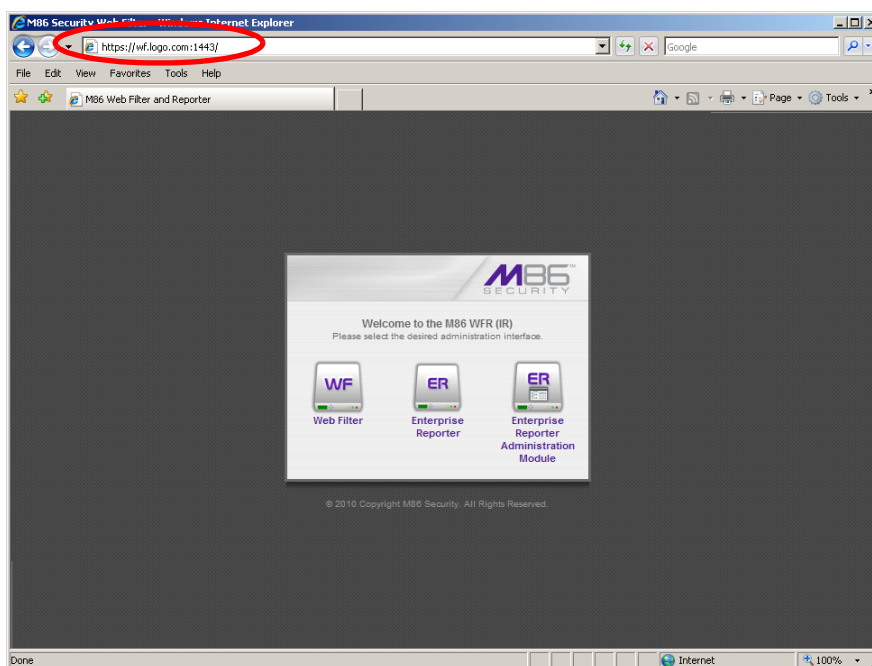 M86 Security Web Filter - Windows Internet Explorer
https://wf.logo.com:1443/
Google
File Edit View Favorites Tools Help
M86 Web Filter and Reporter
Page Tools
M86
SECURITY
Welcome to the M86 WFR (IR)
Please select the desired administration interface.
WF
ER
ER
Web Filter
Enterprise Reporter
Enterprise Reporter Administration Module
© 2010 Copyright M86 Security. All Rights Reserved.
Done
Internet
100%